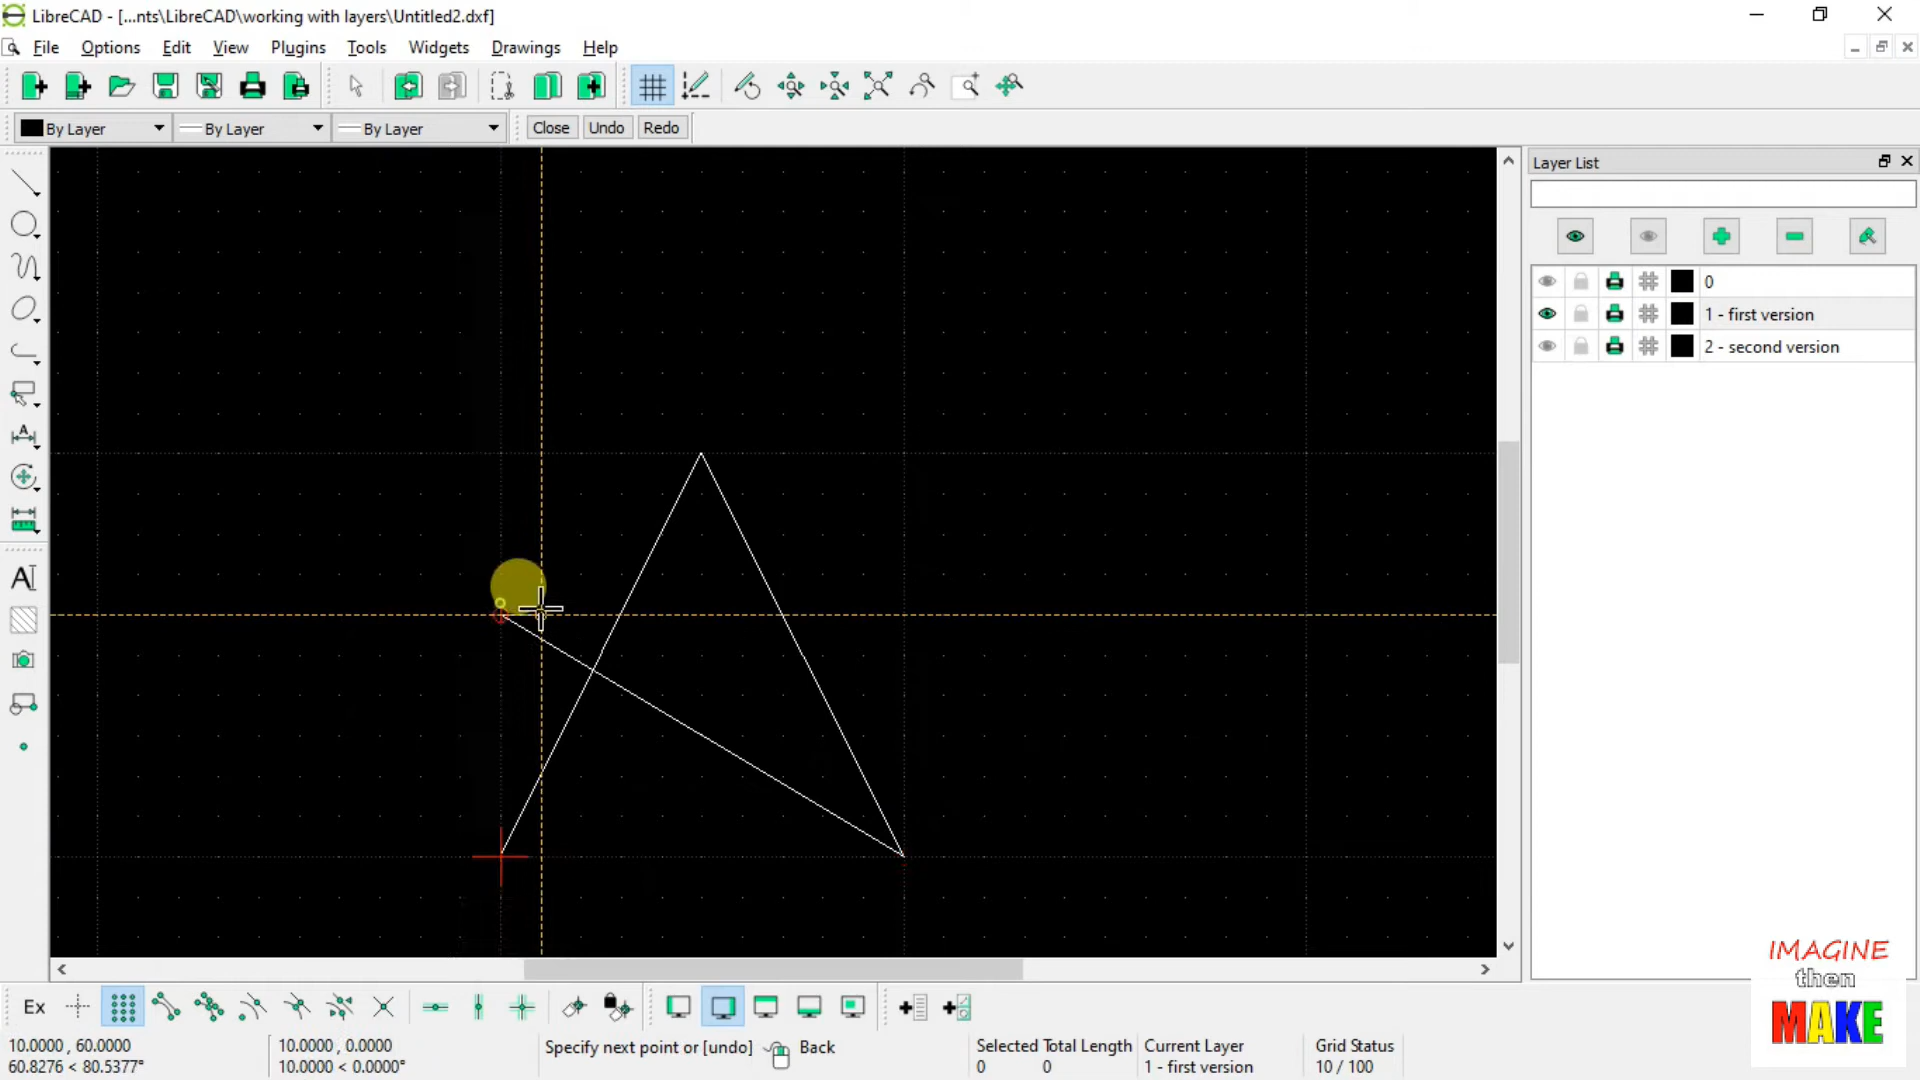 LibreCAD - [...nts\LibreCAD\working with layers\Untitled2.dxf]
File Options Edit View Plugins Tools Widgets Drawings Help
By Layer By Layer By Layer Close Undo Redo
Layer List
0
1 - first version
2 - second version
A
IMAGINE
then
MAKE
Ex
10.0000 , 60.0000
60.8276 < 80.5377°
10.0000 , 0.0000
10.0000 < 0.0000°
Specify next point or [undo] Back
Selected Total Length
0 0
Current Layer
1 - first version
Grid Status
10 / 100